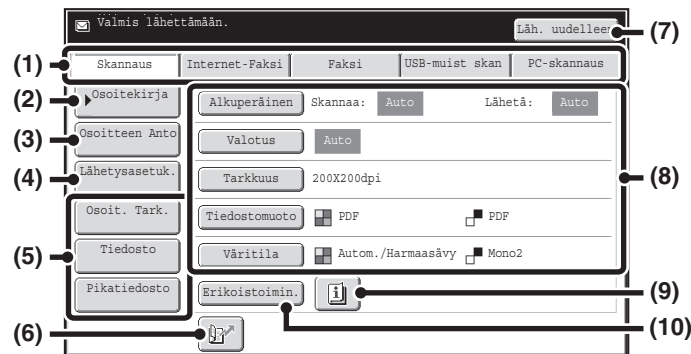 Valmis lähettämään.
Läh. uudelleen
(7)
(1)
Skannaus Internet-Faksi Faksi USB-muist skan PC-skannaus
(2)
Osoitekirja
Alkuperäinen Skannaa: Auto Lähetä: Auto
(3)
Osoitteen Anto
Valotus Auto
(4)
Lähetysasetuk.
Tarkkuus 200X200dpi
(8)
Osoit. Tark.
Tiedostomuoto PDF PDF
(5)
Tiedosto
Väritila Autom./Harmaasävy Mono2
Pikatiedosto
Erikoistoimin.
(9)
(10)
(6)